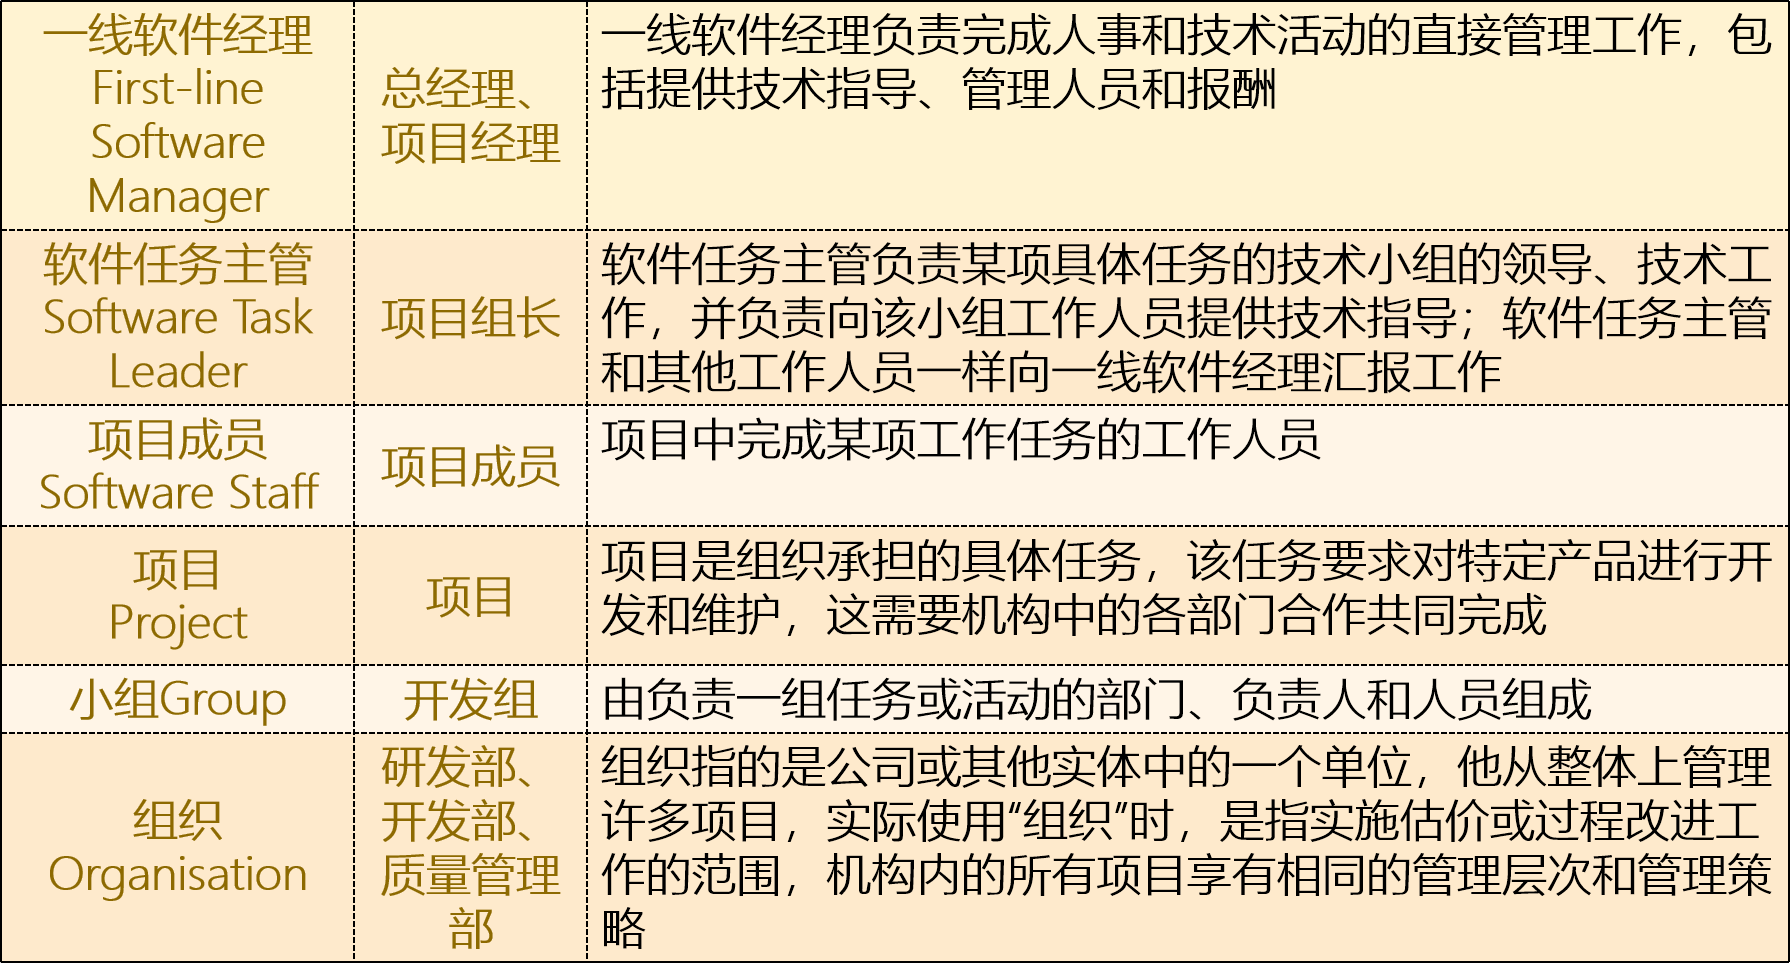 一线软件经理
First-line
Software
Manager
总经理、
项目经理
一线软件经理负责完成人事和技术活动的直接管理工作，包
括提供技术指导、管理人员和报酬
软件任务主管
Software Task
Leader
项目组长
软件任务主管负责某项具体任务的技术小组的领导、技术工
作，并负责向该小组工作人员提供技术指导；软件任务主管
和其他工作人员一样向一线软件经理汇报工作
项目成员
Software Staff
项目成员
项目中完成某项工作任务的工作人员
项目
Project
项目
项目是组织承担的具体任务，该任务要求对特定产品进行开
发和维护，这需要机构中的各部门合作共同完成
小组Group
开发组
由负责一组任务或活动的部门、负责人和人员组成
组织
Organisation
研发部、
开发部、
质量管理
部
组织指的是公司或其他实体中的一个单位，他从整体上管理
许多项目，实际使用“组织”时，是指实施估价或过程改进工
作的范围，机构内的所有项目享有相同的管理层次和管理策
略